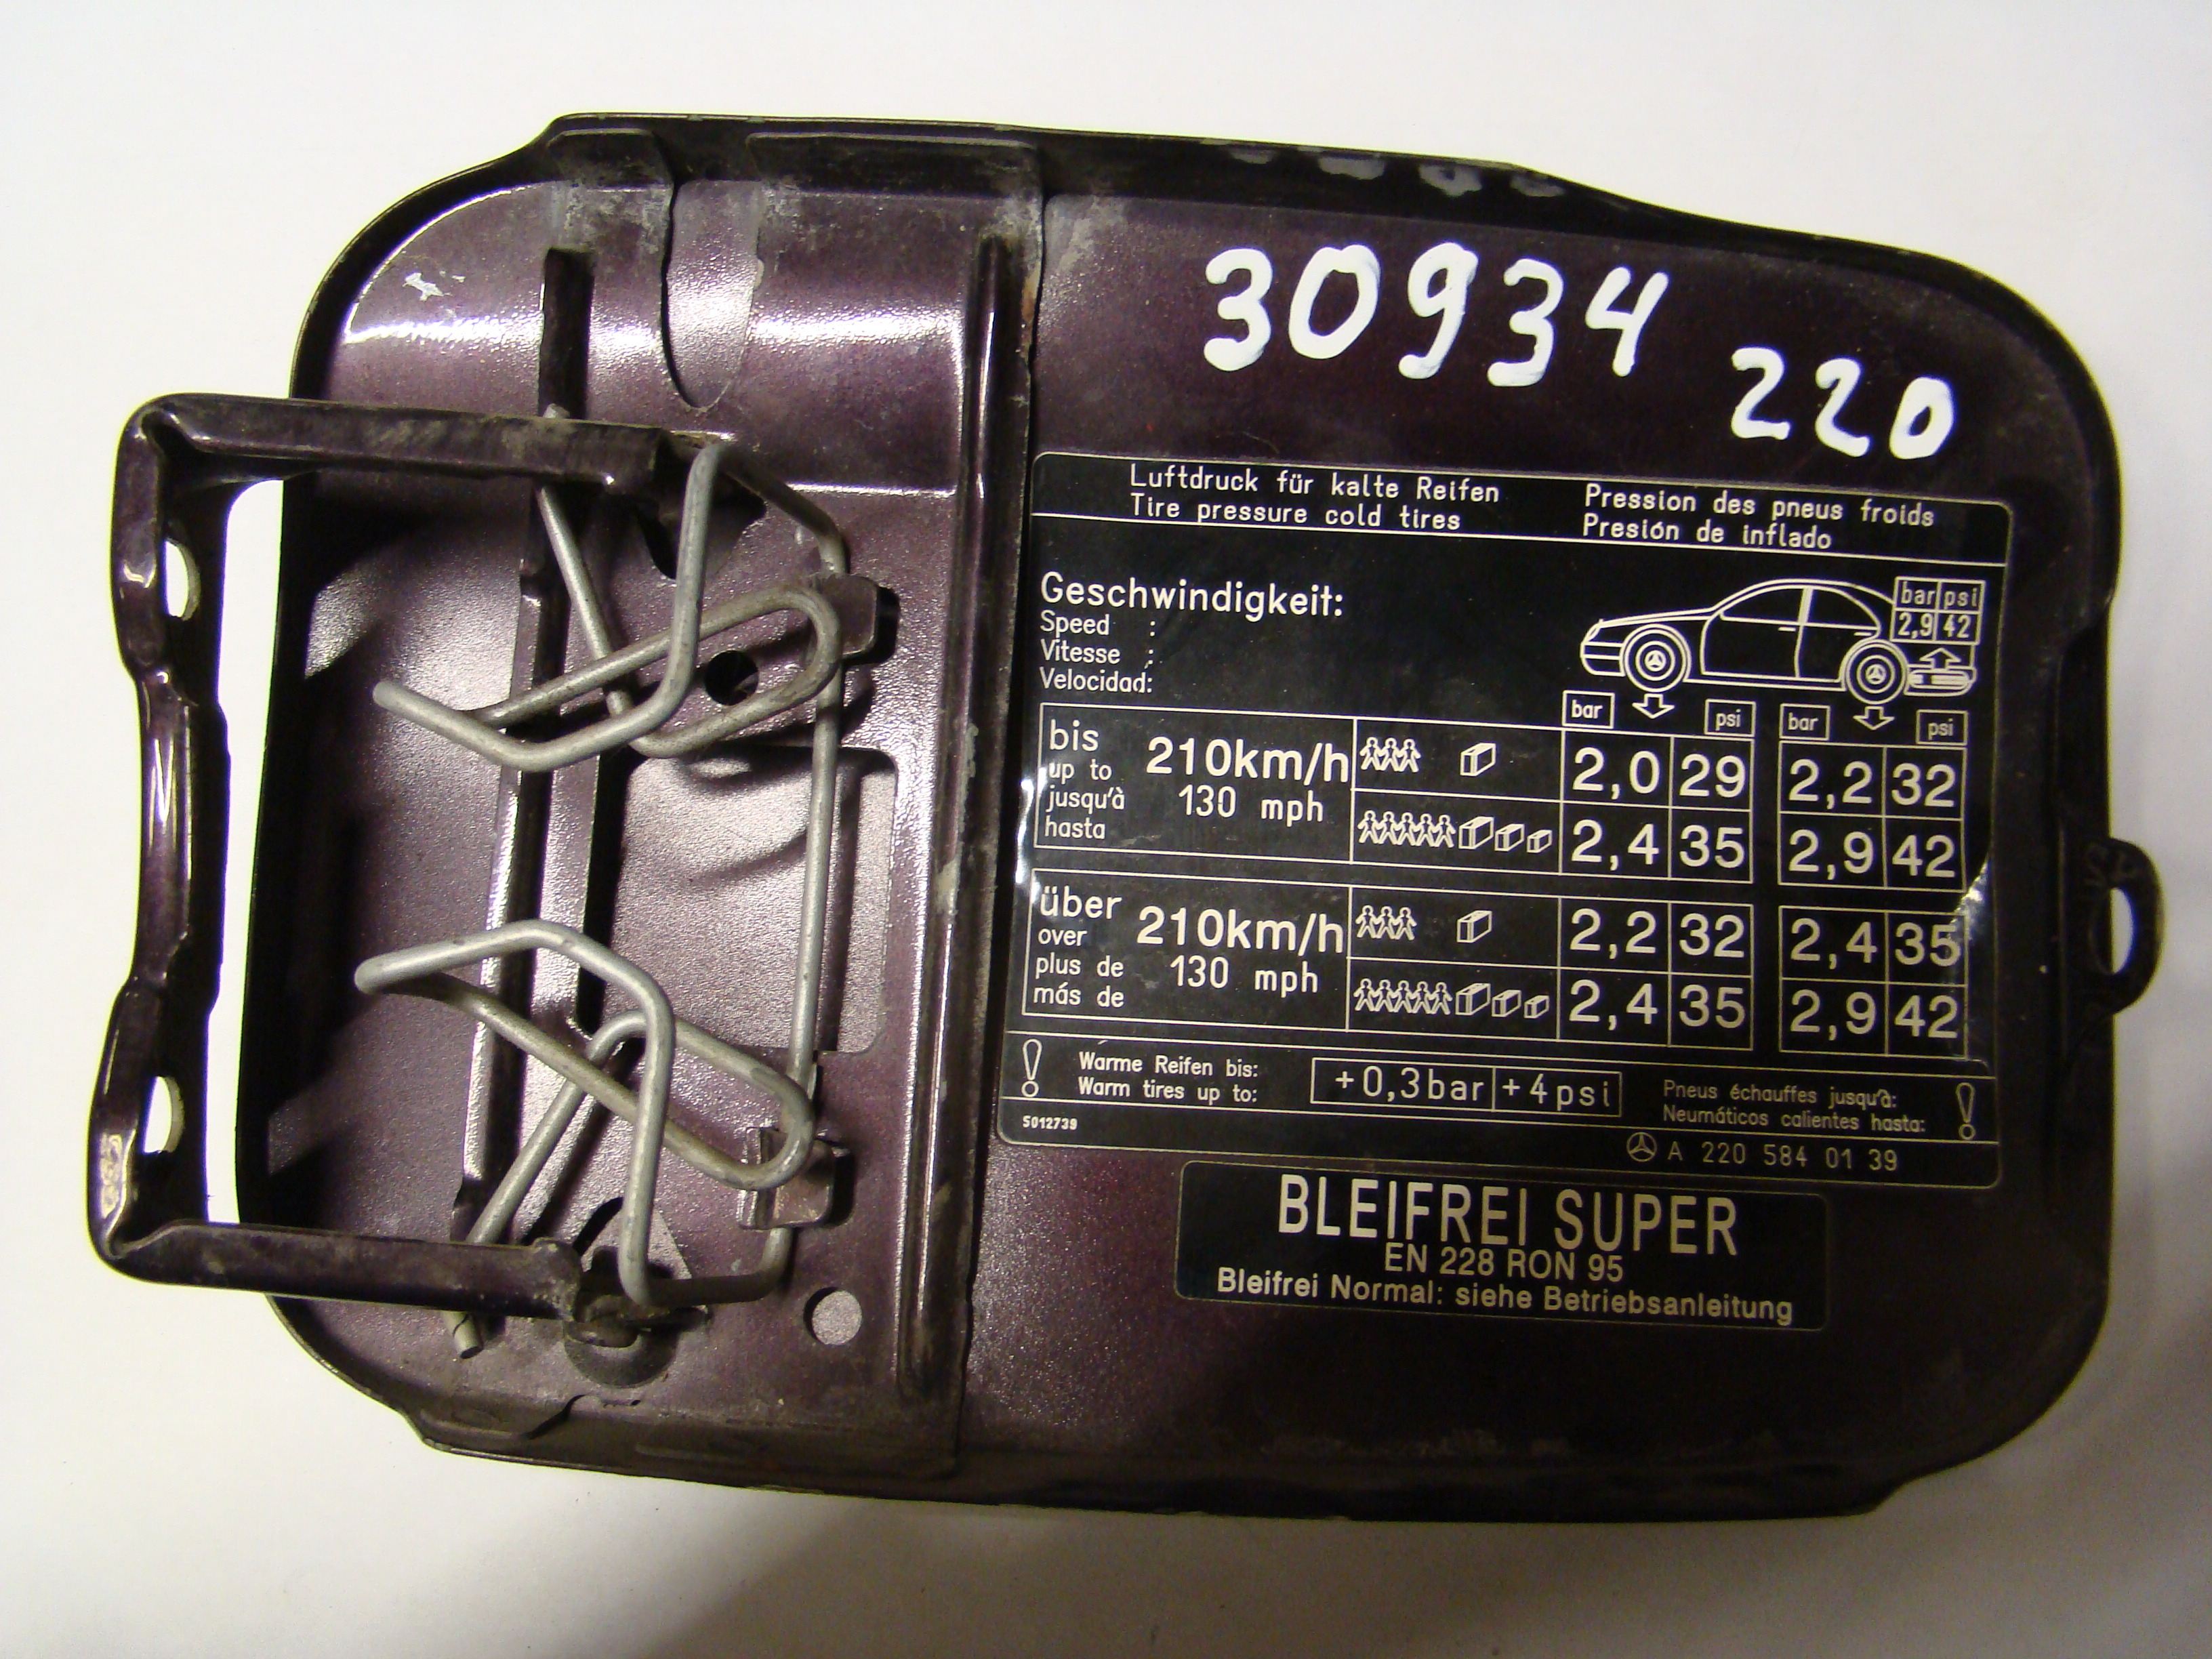 30934
220
Luftdruck für kalte Reifen
Tire pressure cold tires
Pression des pneus froids
Presión de inflado
Geschwindigkeit:
Speed :
Vitesse :
Velocidad:
bar psi
2,9 42
bar psi bar psi
bis
up to
jusqu'à
hasta
210km/h
130 mph
2,0 29 2,2 32
2,4 35 2,9 42
über
over
plus de
más de
210km/h
130 mph
2,2 32 2,4 35
2,4 35 2,9 42
! Warme Reifen bis:
Warm tires up to:
+0,3bar +4psi
Pneus échauffes jusqu'à: !
Neumáticos calientes hasta:
5012739
A 220 584 01 39
BLEIFREI SUPER
EN 228 RON 95
Bleifrei Normal: siehe Betriebsanleitung